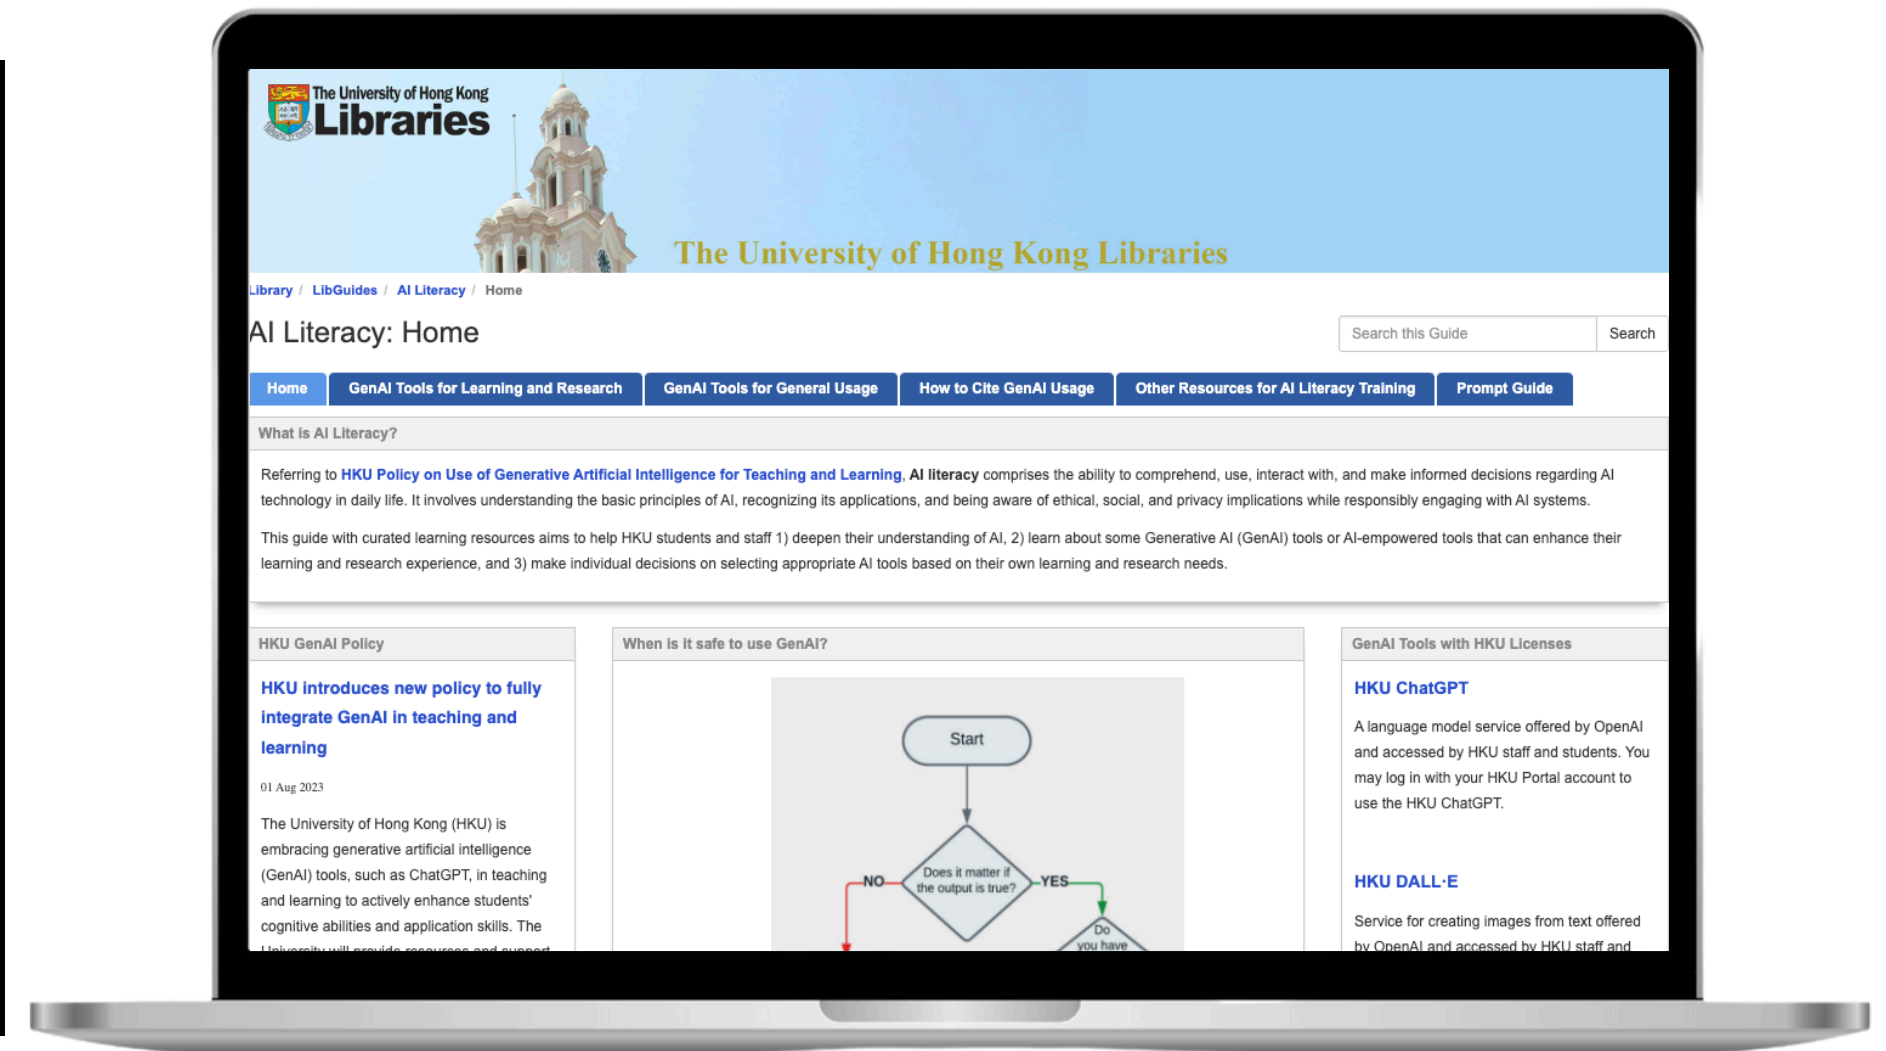 The University of Hong Kong
Libraries
The University of Hong Kong Libraries
Library / LibGuides / AI Literacy / Home
AI Literacy: Home
Search this Guide
Search
Home
GenAI Tools for Learning and Research
GenAI Tools for General Usage
How to Cite GenAI Usage
Other Resources for AI Literacy Training
Prompt Guide
What is AI Literacy?
Referring to HKU Policy on Use of Generative Artificial Intelligence for Teaching and Learning, AI literacy comprises the ability to comprehend, use, interact with, and make informed decisions regarding AI
technology in daily life. It involves understanding the basic principles of AI, recognizing its applications, and being aware of ethical, social, and privacy implications while responsibly engaging with AI systems.
This guide with curated learning resources aims to help HKU students and staff 1) deepen their understanding of AI, 2) learn about some Generative AI (GenAI) tools or AI-empowered tools that can enhance their
learning and research experience, and 3) make individual decisions on selecting appropriate AI tools based on their own learning and research needs.
HKU GenAI Policy
HKU introduces new policy to fully
integrate GenAI in teaching and
learning
01 Aug 2023
The University of Hong Kong (HKU) is
embracing generative artificial intelligence
(GenAI) tools, such as ChatGPT, in teaching
and learning to actively enhance students'
cognitive abilities and application skills. The
University will provide resources and support
When is it safe to use GenAI?
Start
Does it matter if
the output is true?
NO
YES
Do
you have
GenAI Tools with HKU Licenses
HKU ChatGPT
A language model service offered by OpenAI
and accessed by HKU staff and students. You
may log in with your HKU Portal account to
use the HKU ChatGPT.
HKU DALL·E
Service for creating images from text offered
by OpenAI and accessed by HKU staff and